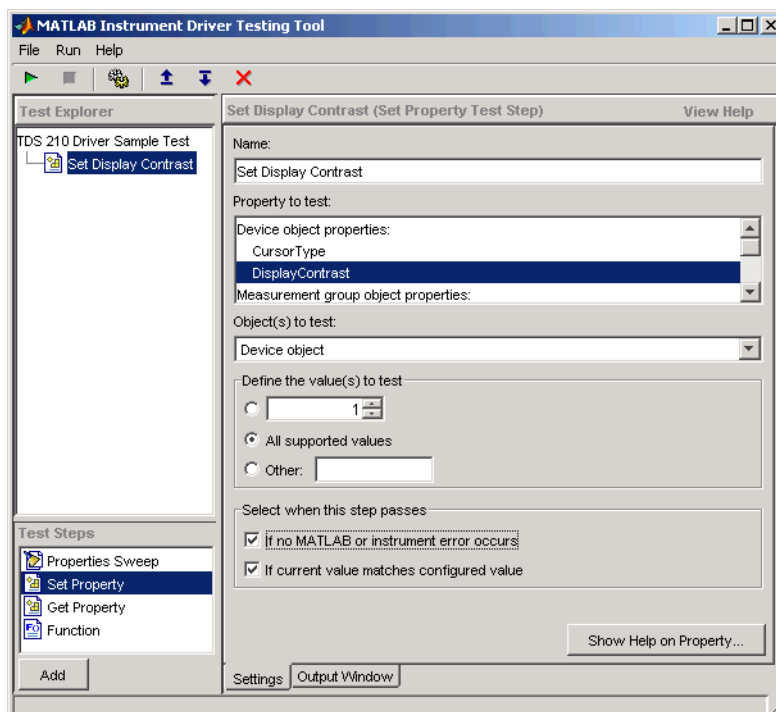 MATLAB Instrument Driver Testing Tool
File Run Help
Test Explorer
TDS 210 Driver Sample Test
Set Display Contrast
Test Steps
Properties Sweep
Set Property
Get Property
Function
Add
Set Display Contrast (Set Property Test Step) View Help
Name:
Set Display Contrast
Property to test:
Device object properties:
CursorType
DisplayContrast
Measurement group object properties:
Object(s) to test:
Device object
Define the value(s) to test
1
All supported values
Other:
Select when this step passes
If no MATLAB or instrument error occurs
If current value matches configured value
Show Help on Property...
Settings Output Window